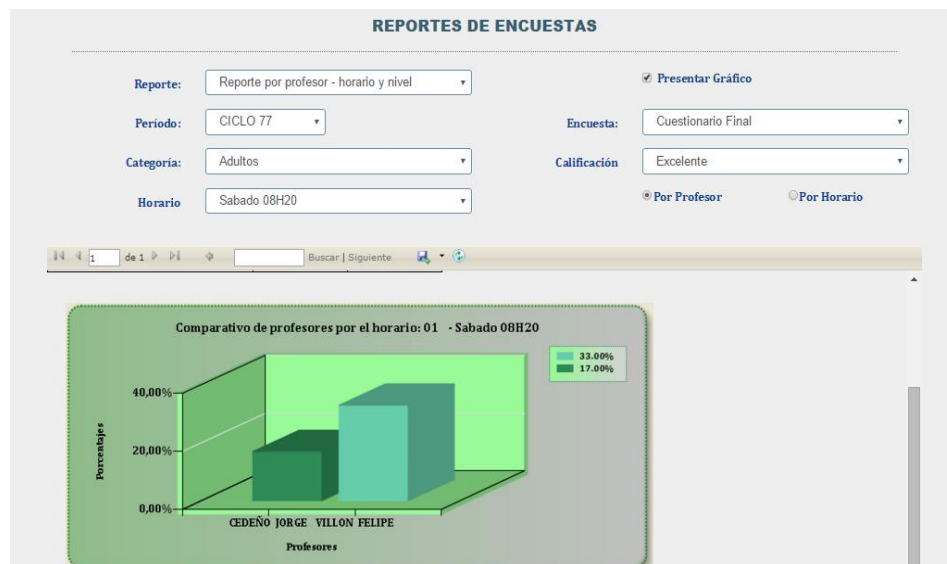 REPORTES DE ENCUESTAS
Reporte: Reporte por profesor - horario y nivel Presentar Gráfico
Período: CICLO 77 Encuesta: Cuestionario Final
Categoría: Adultos Calificación Excelente
Horario Sabado 08H20 Por Profesor Por Horario
1 de 1 Buscar | Siguiente
Comparativo de profesores por el horario: 01 - Sabado 08H20
33.00%
17.00%
40,00%
20,00%
0,00%
Porcentajes
CEDEÑO JORGE VILLON FELIPE
Profesores